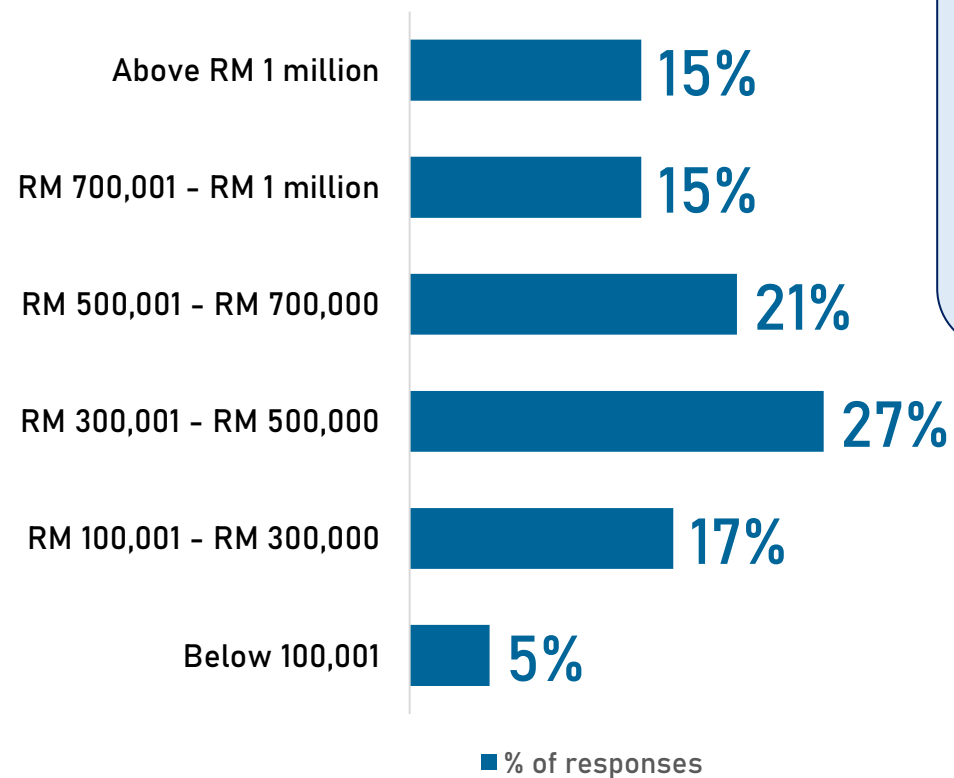 Above RM 1 million 15%
RM 700,001 - RM 1 million 15%
RM 500,001 - RM 700,000 21%
RM 300,001 - RM 500,000 27%
RM 100,001 - RM 300,000 17%
Below 100,001 5%
% of responses